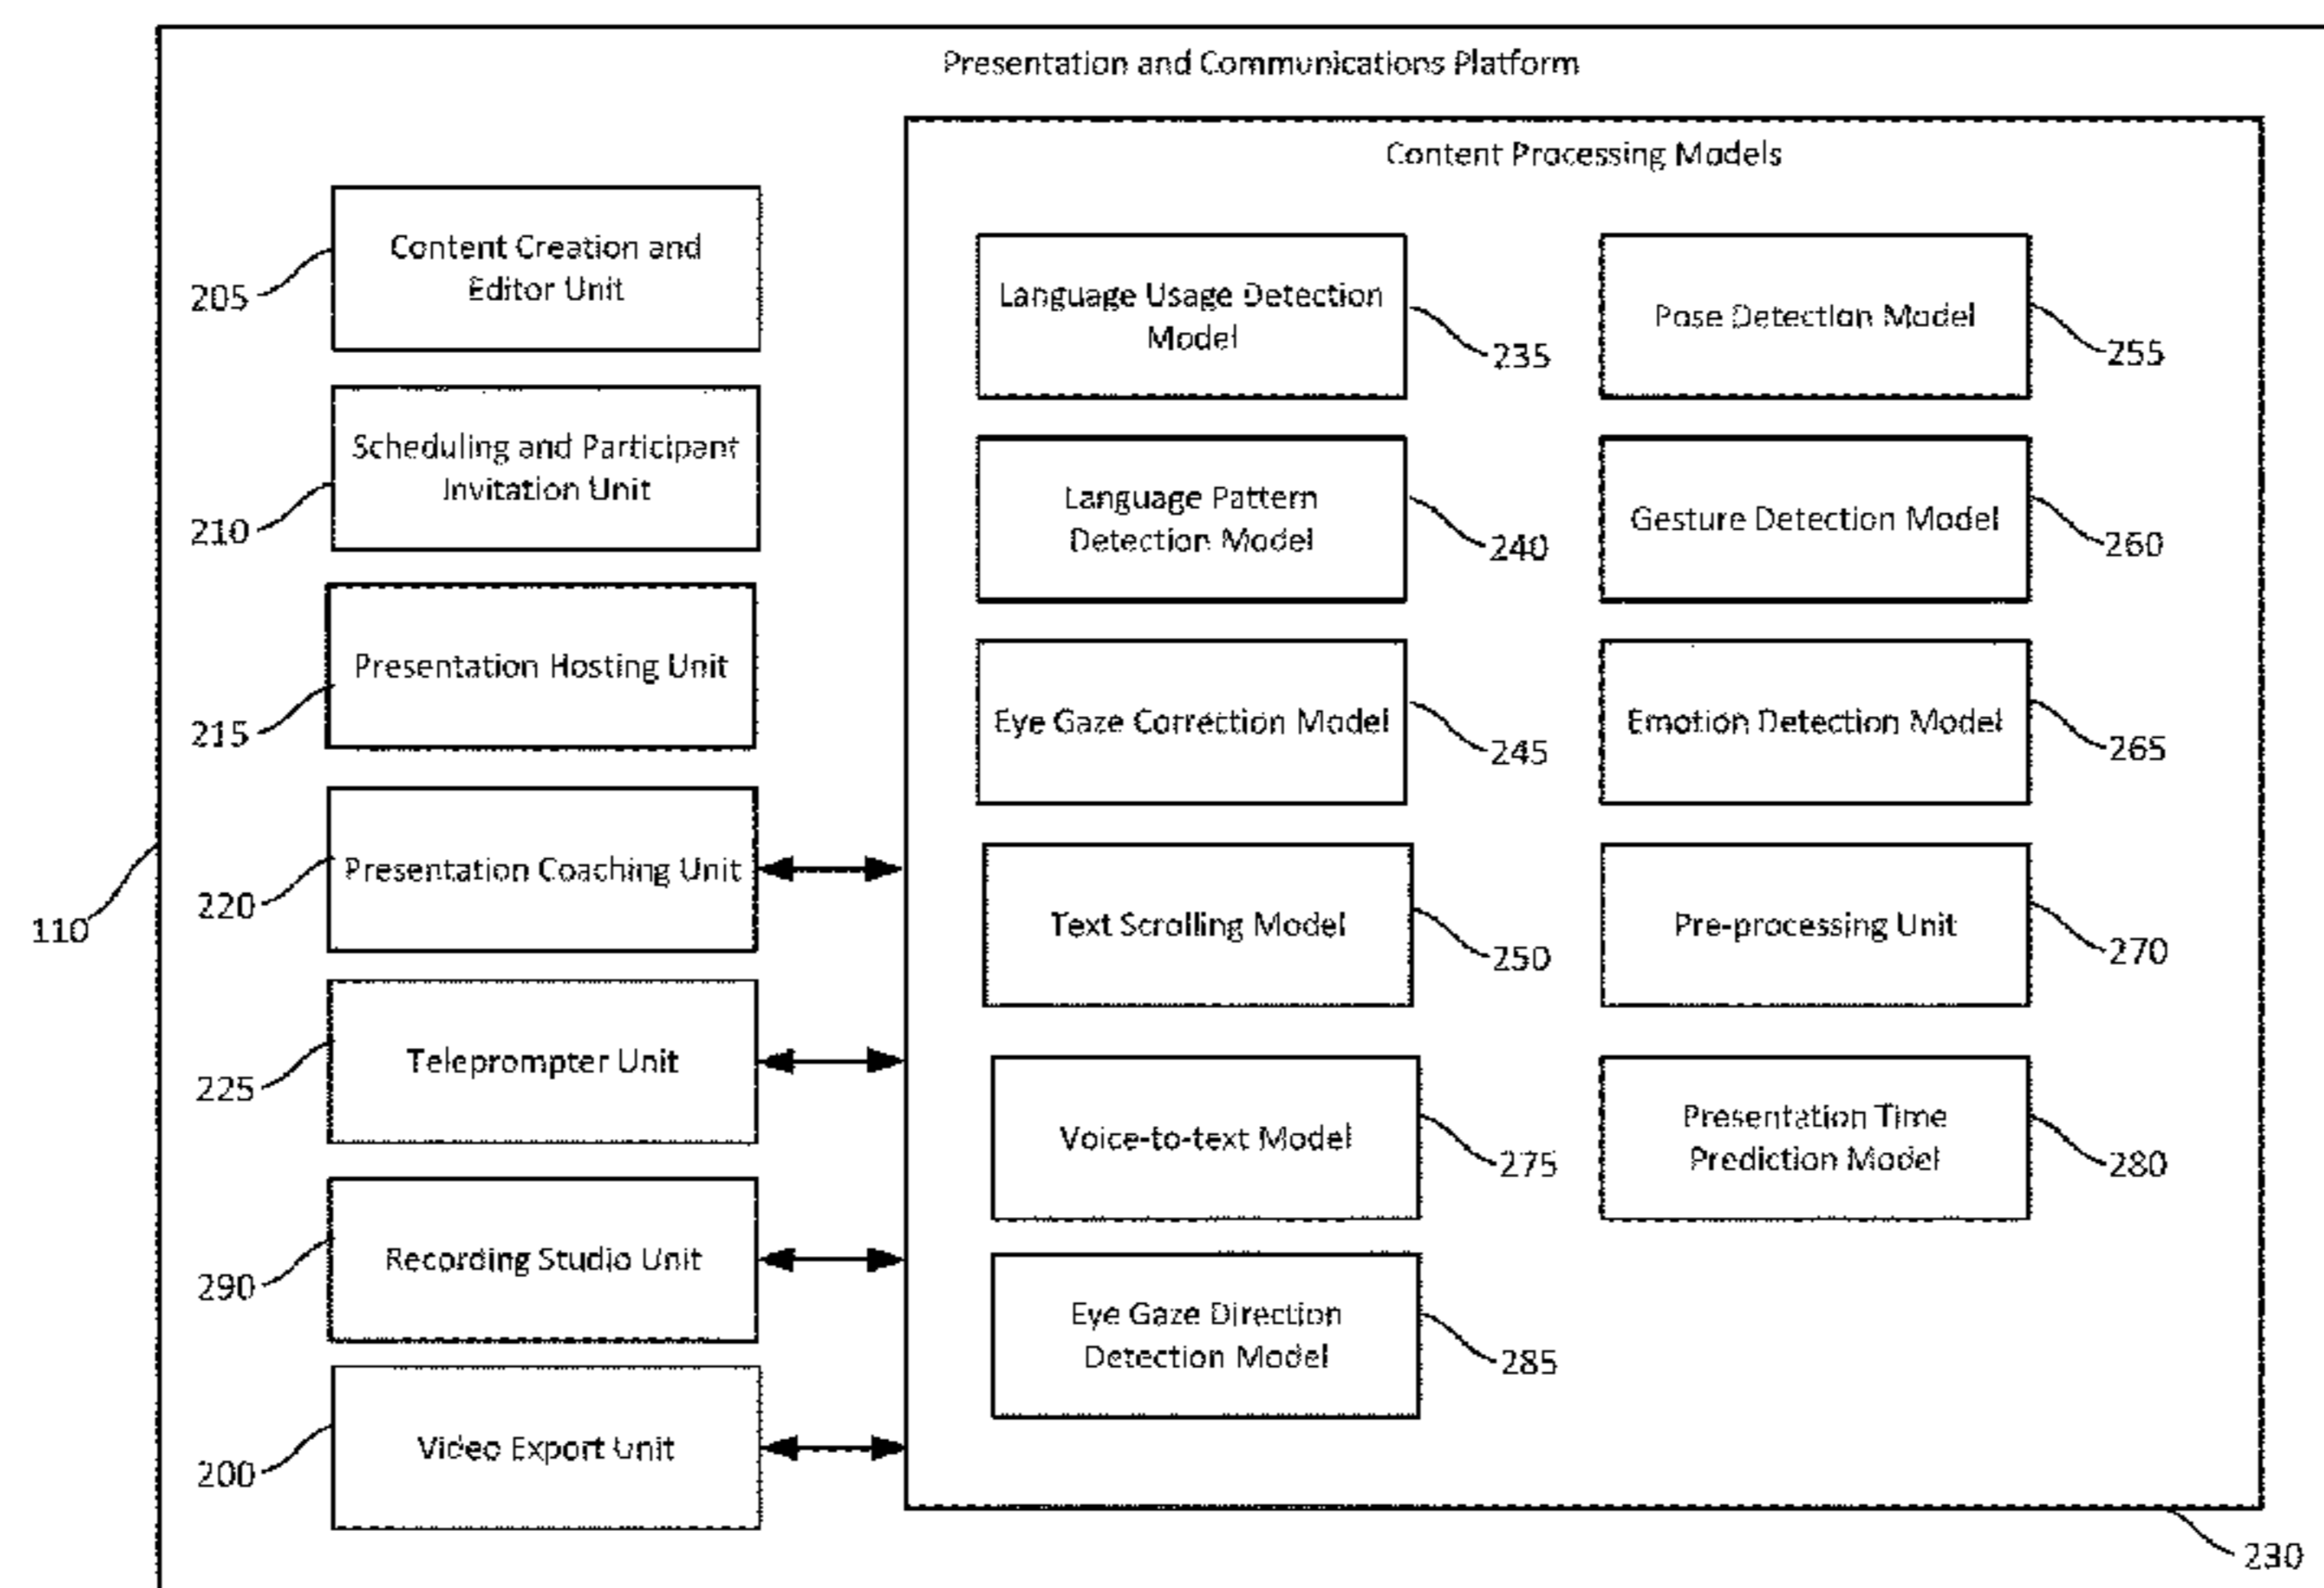 Presentation and Communications Platform
Content Processing Models
Content Creation and
Editor Unit
205
Scheduling and Participant
Invitation Unit
210
Presentation Hosting Unit
215
Presentation Coaching Unit
220
110
Teleprompter Unit
225
Recording Studio Unit
290
Video Export Unit
200
Language Usage Detection
Model
235
Pose Detection Model
255
Language Pattern
Detection Model
240
Gesture Detection Model
260
Eye Gaze Correction Model
245
Emotion Detection Model
265
Text Scrolling Model
250
Pre-processing Unit
270
Voice-to-text Model
275
Presentation Time
Prediction Model
280
Eye Gaze Direction
Detection Model
285
230